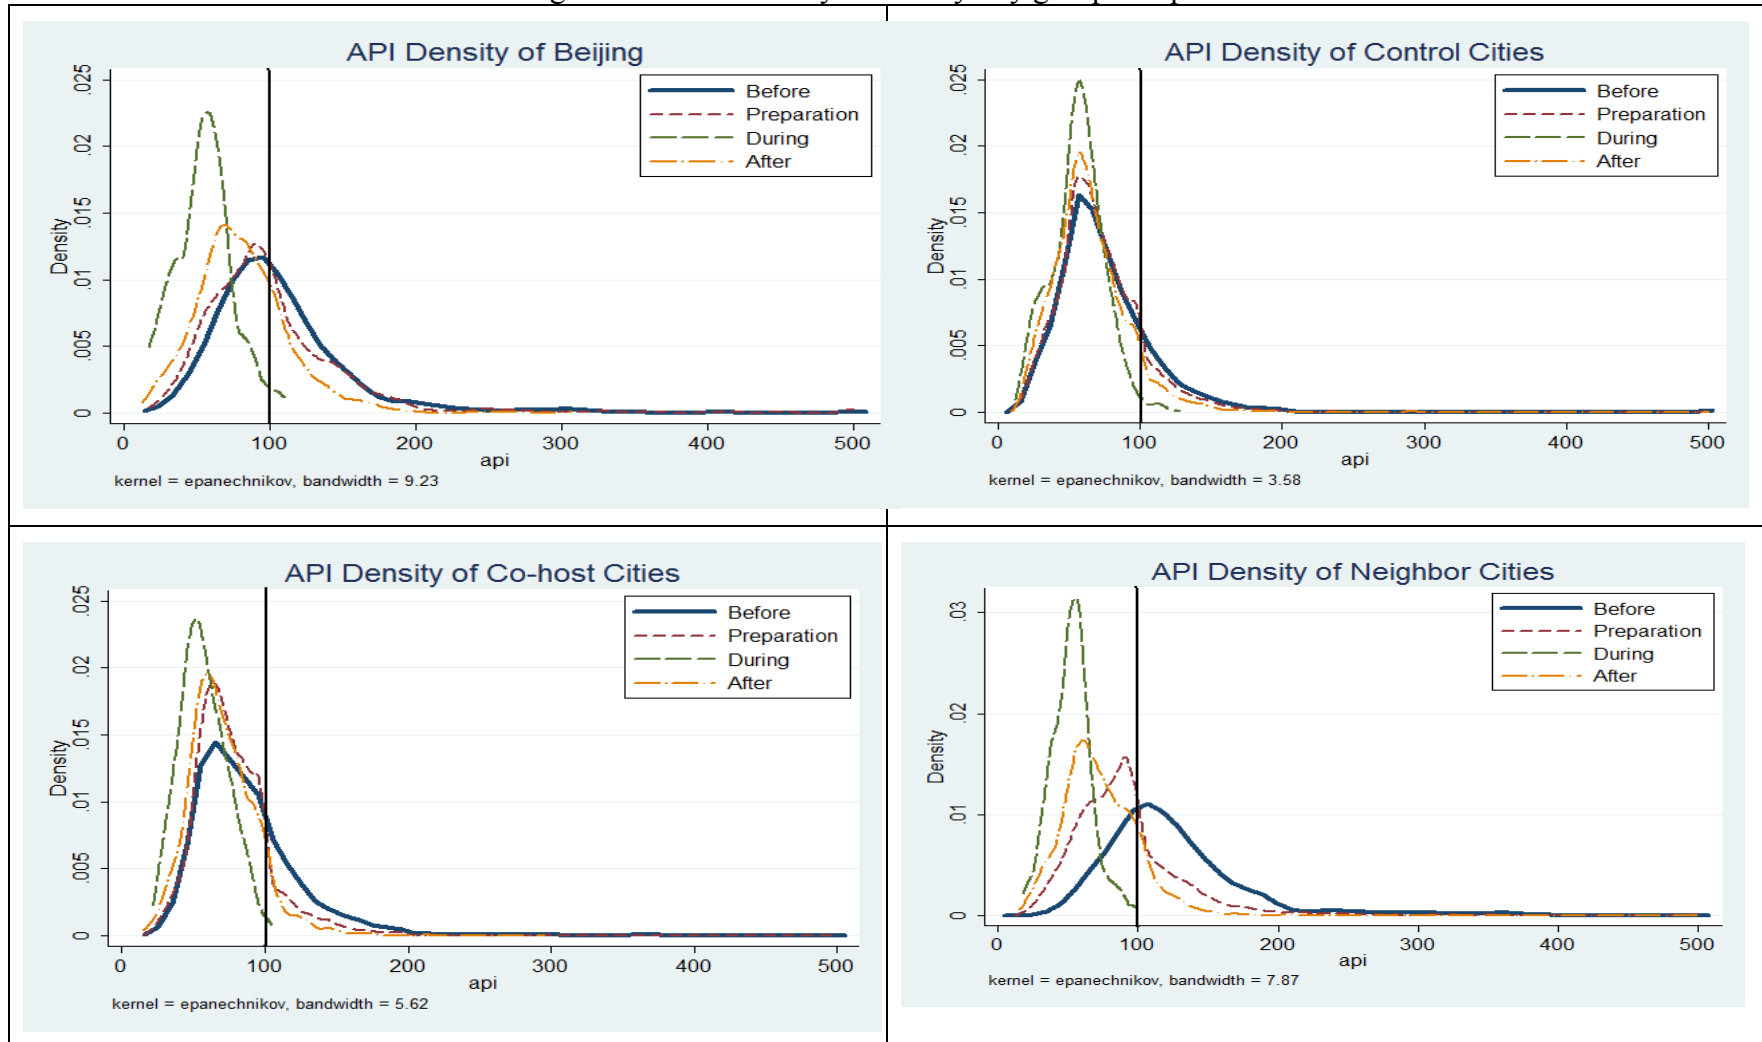 API Density of Beijing
Before
Preparation
During
After
Density
0 .005 .01 .015 .02 .025
0 100 200 300 400 500
api
kernel = epanechnikov, bandwidth = 9.23
API Density of Control Cities
Before
Preparation
During
After
Density
0 .005 .01 .015 .02 .025
0 100 200 300 400 500
api
kernel = epanechnikov, bandwidth = 3.58
API Density of Co-host Cities
Before
Preparation
During
After
Density
0 .005 .01 .015 .02 .025
0 100 200 300 400 500
api
kernel = epanechnikov, bandwidth = 5.62
API Density of Neighbor Cities
Before
Preparation
During
After
Density
0 .01 .02 .03
0 100 200 300 400 500
api
kernel = epanechnikov, bandwidth = 7.87